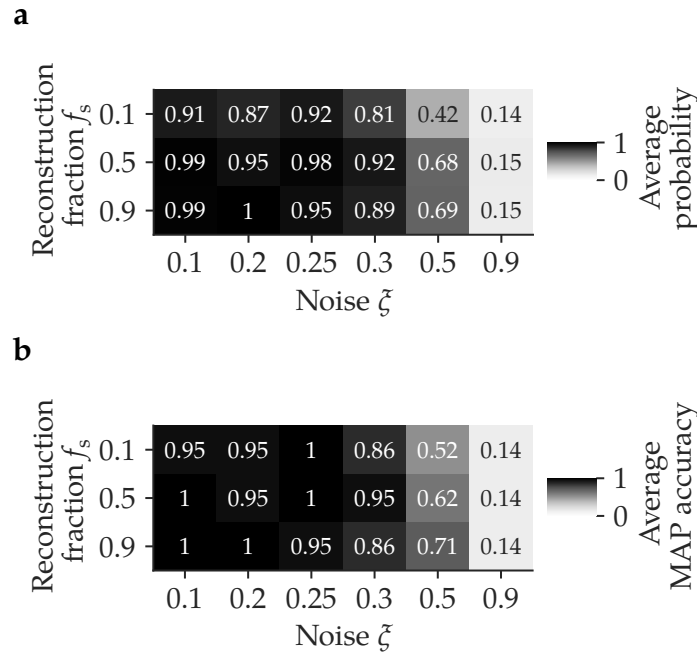 a
Reconstruction
fraction fs
0.1 0.91 0.87 0.92 0.81 0.42 0.14
0.5 0.99 0.95 0.98 0.92 0.68 0.15
0.9 0.99 1 0.95 0.89 0.69 0.15
0.1 0.2 0.25 0.3 0.5 0.9
Noise ξ
1
0
Average
probability
b
Reconstruction
fraction fs
0.1 0.95 0.95 1 0.86 0.52 0.14
0.5 1 0.95 1 0.95 0.62 0.14
0.9 1 1 0.95 0.86 0.71 0.14
0.1 0.2 0.25 0.3 0.5 0.9
Noise ξ
1
0
Average
MAP accuracy